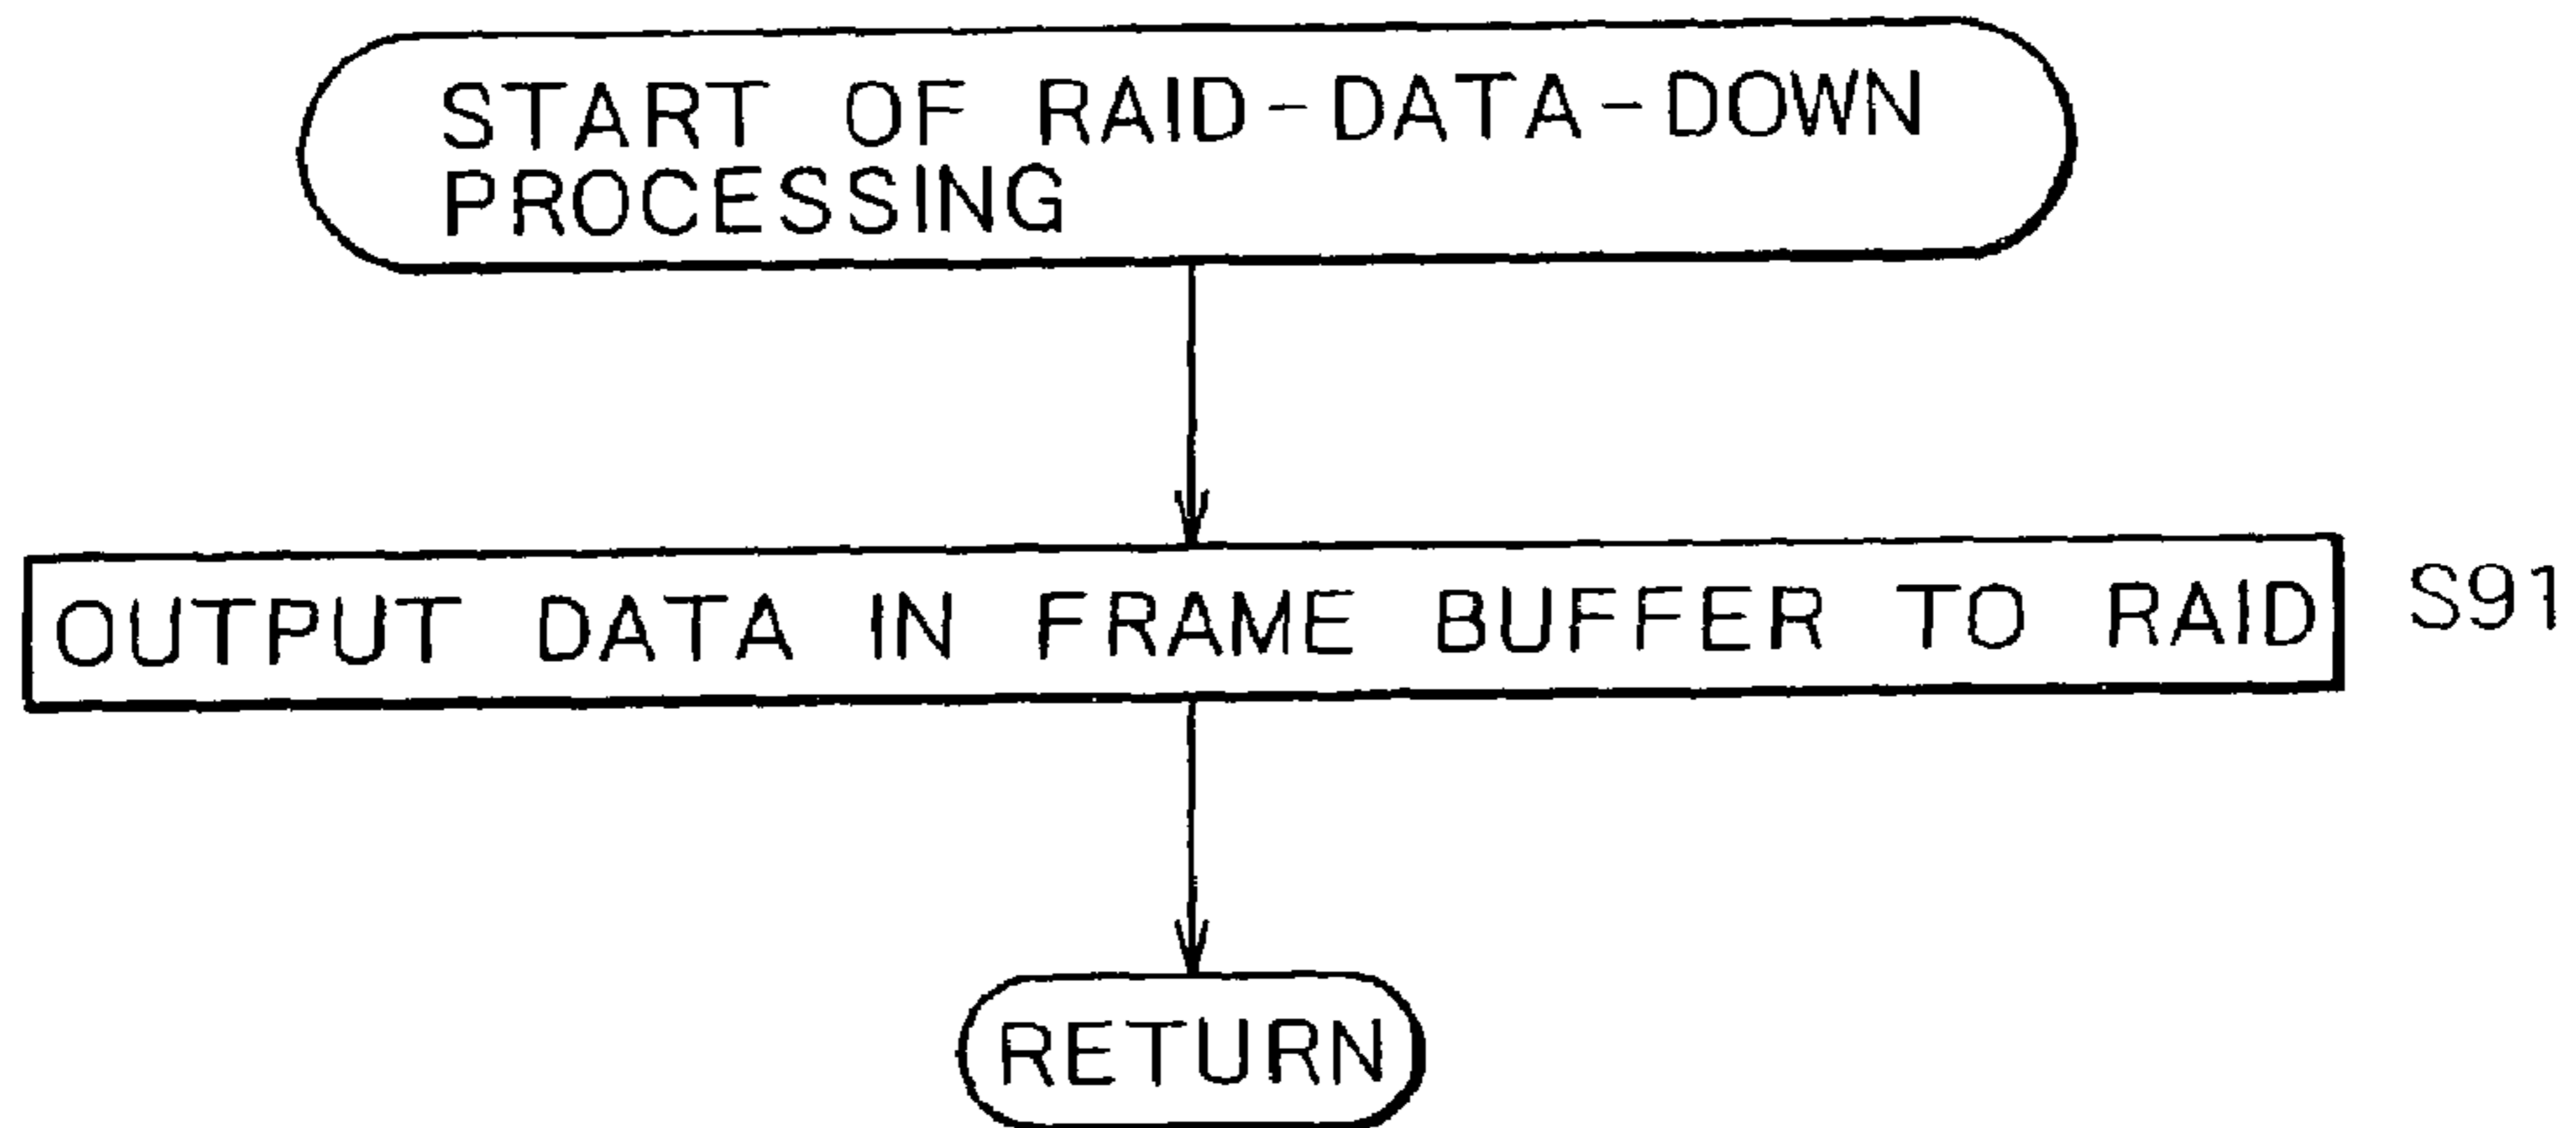 START OF RAID-DATA-DOWN
PROCESSING
OUTPUT DATA IN FRAME BUFFER TO RAID S91
RETURN